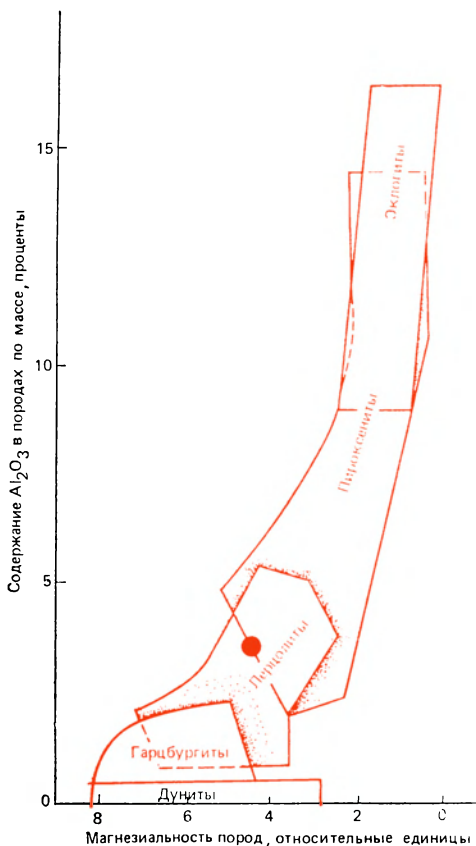 Содержание Al2O3 в породах по массе, проценты
15
10
5
0
Эклогиты
Пироксениты
Лерцолиты
Гарцбургиты
Дуниты
8 6 4 2 0
Магнезиальность пород, относительные единицы